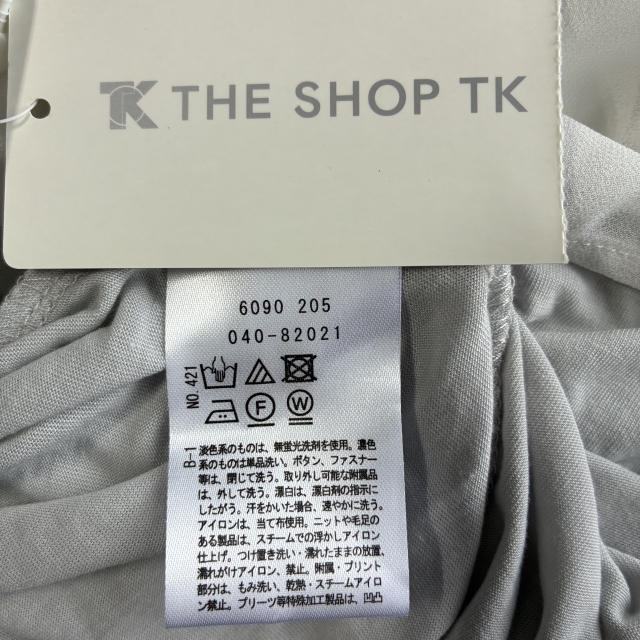 TK THE SHOP TK
6090 205
040-82021
NO.421
F W
B-1
淡色系のものは、無蛍光洗剤を使用。濃色
系のものは単品洗い。ボタン、ファスナー
等は、閉じて洗う。取り外し可能な附属品
は、外して洗う。漂白は、漂白剤の指示に
したがう。汗をかいた場合、速やかに洗う。
アイロンは、当て布使用。ニットや毛足の
ある製品は、スチームでの浮かしアイロン
仕上げ。つけ置き洗い・濡れたままの放置、
濡れがけアイロン、禁止。附属・プリント
部分は、もみ洗い、乾熱・スチームアイロ
ン禁止。プリーツ等特殊加工製品は、凹凸